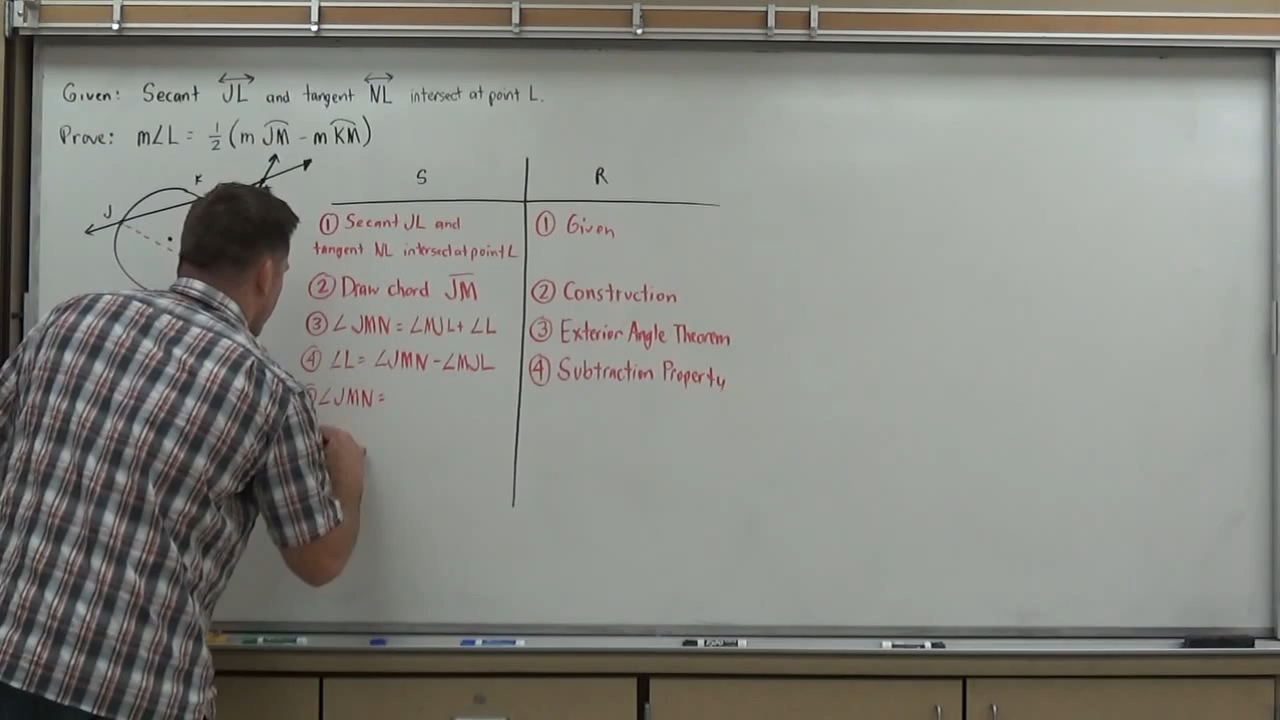 Given: Secant JL and tangent NL intersect at point L.
Prove: m∠L = 1/2 (m JM - m KM)
K
J
S R
① Secant JL and
tangent NL intersect at point L
① Given
② Draw chord JM
② Construction
③ ∠JMN = ∠MJL + ∠L
③ Exterior Angle Theorem
④ ∠L = ∠JMN - ∠MJL
④ Subtraction Property
∠JMN =